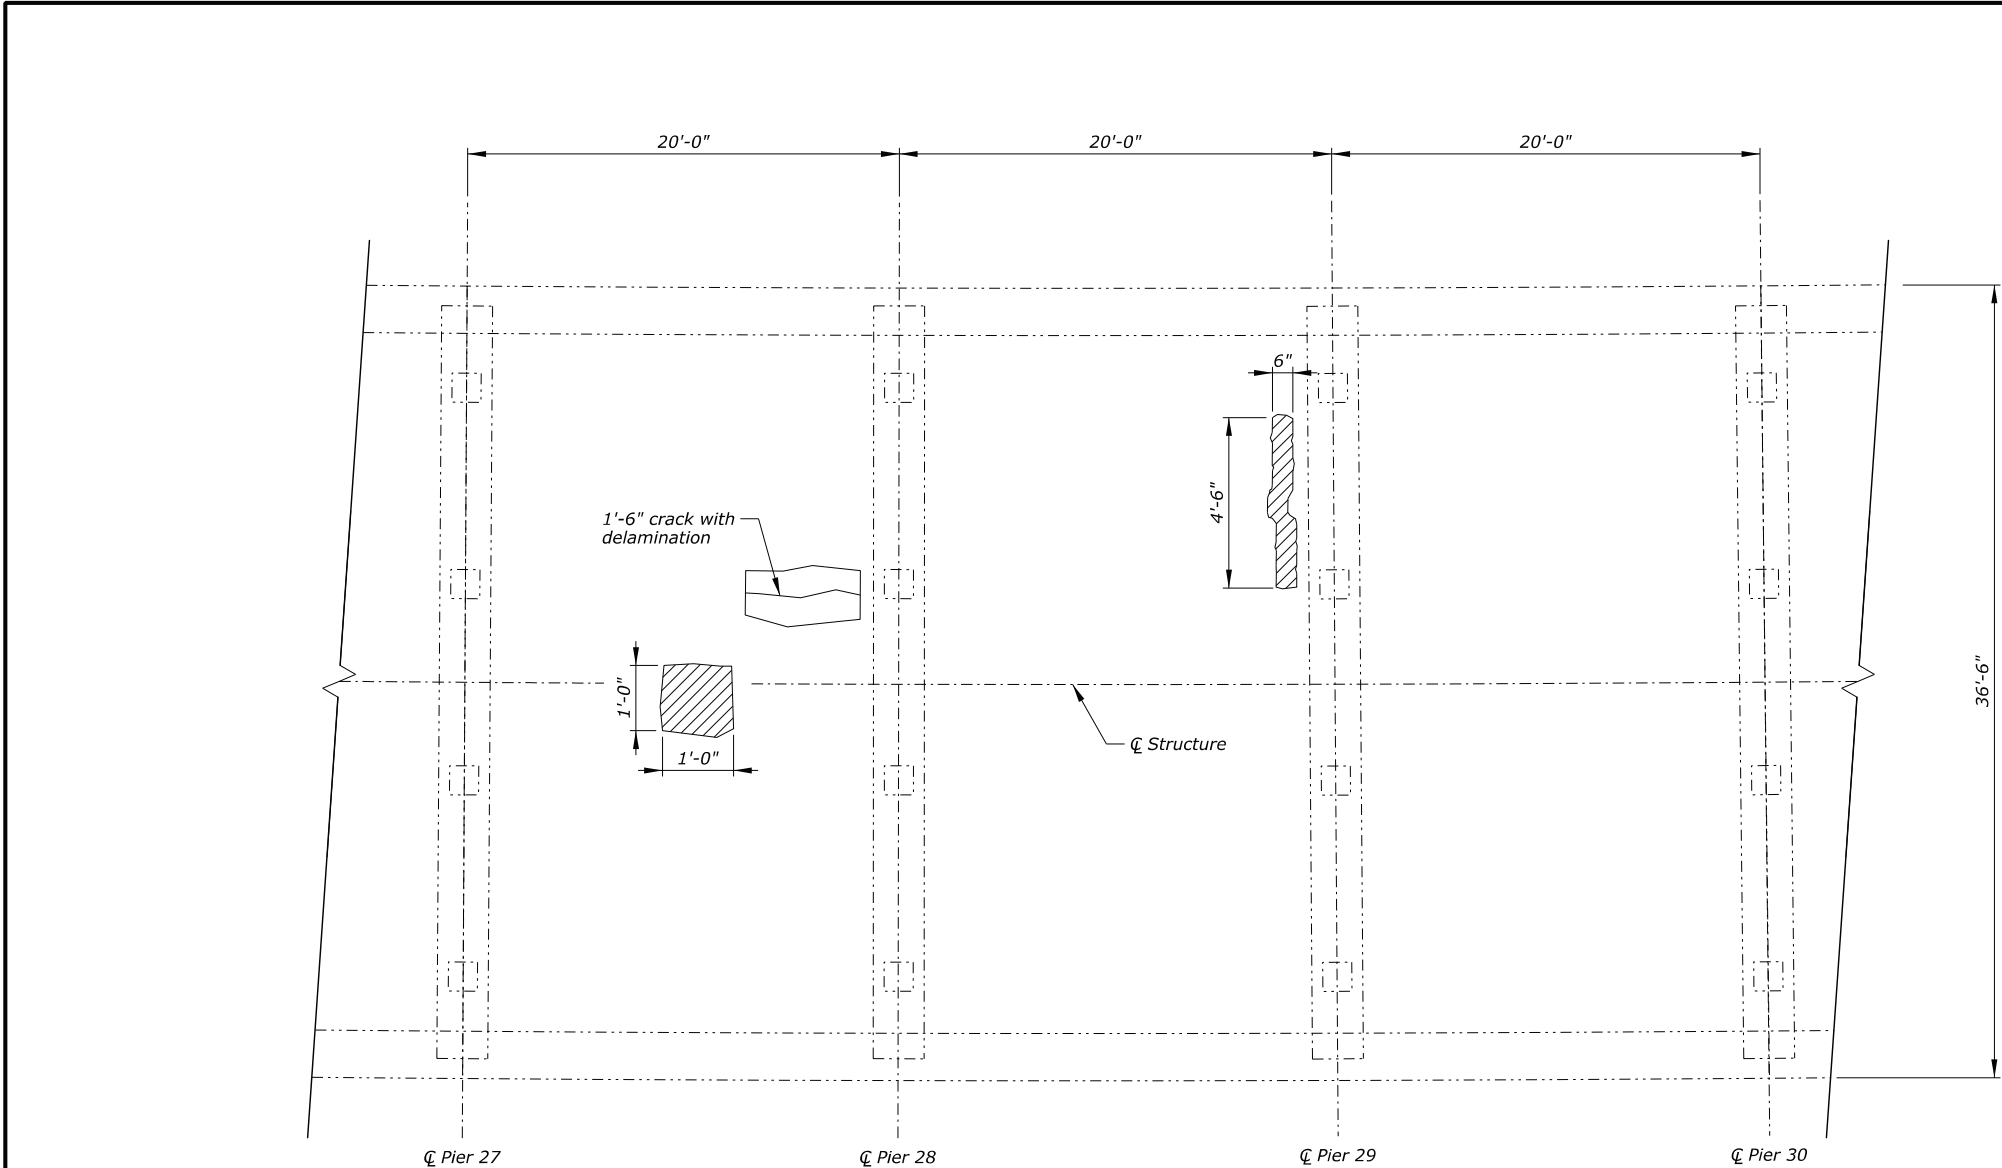 20'-0"
20'-0"
20'-0"
6"
4'-6"
1'-6" crack with
delamination
36'-6"
1'-0"
1'-0"
℄ Structure
℄ Pier 27
℄ Pier 28
℄ Pier 29
℄ Pier 30